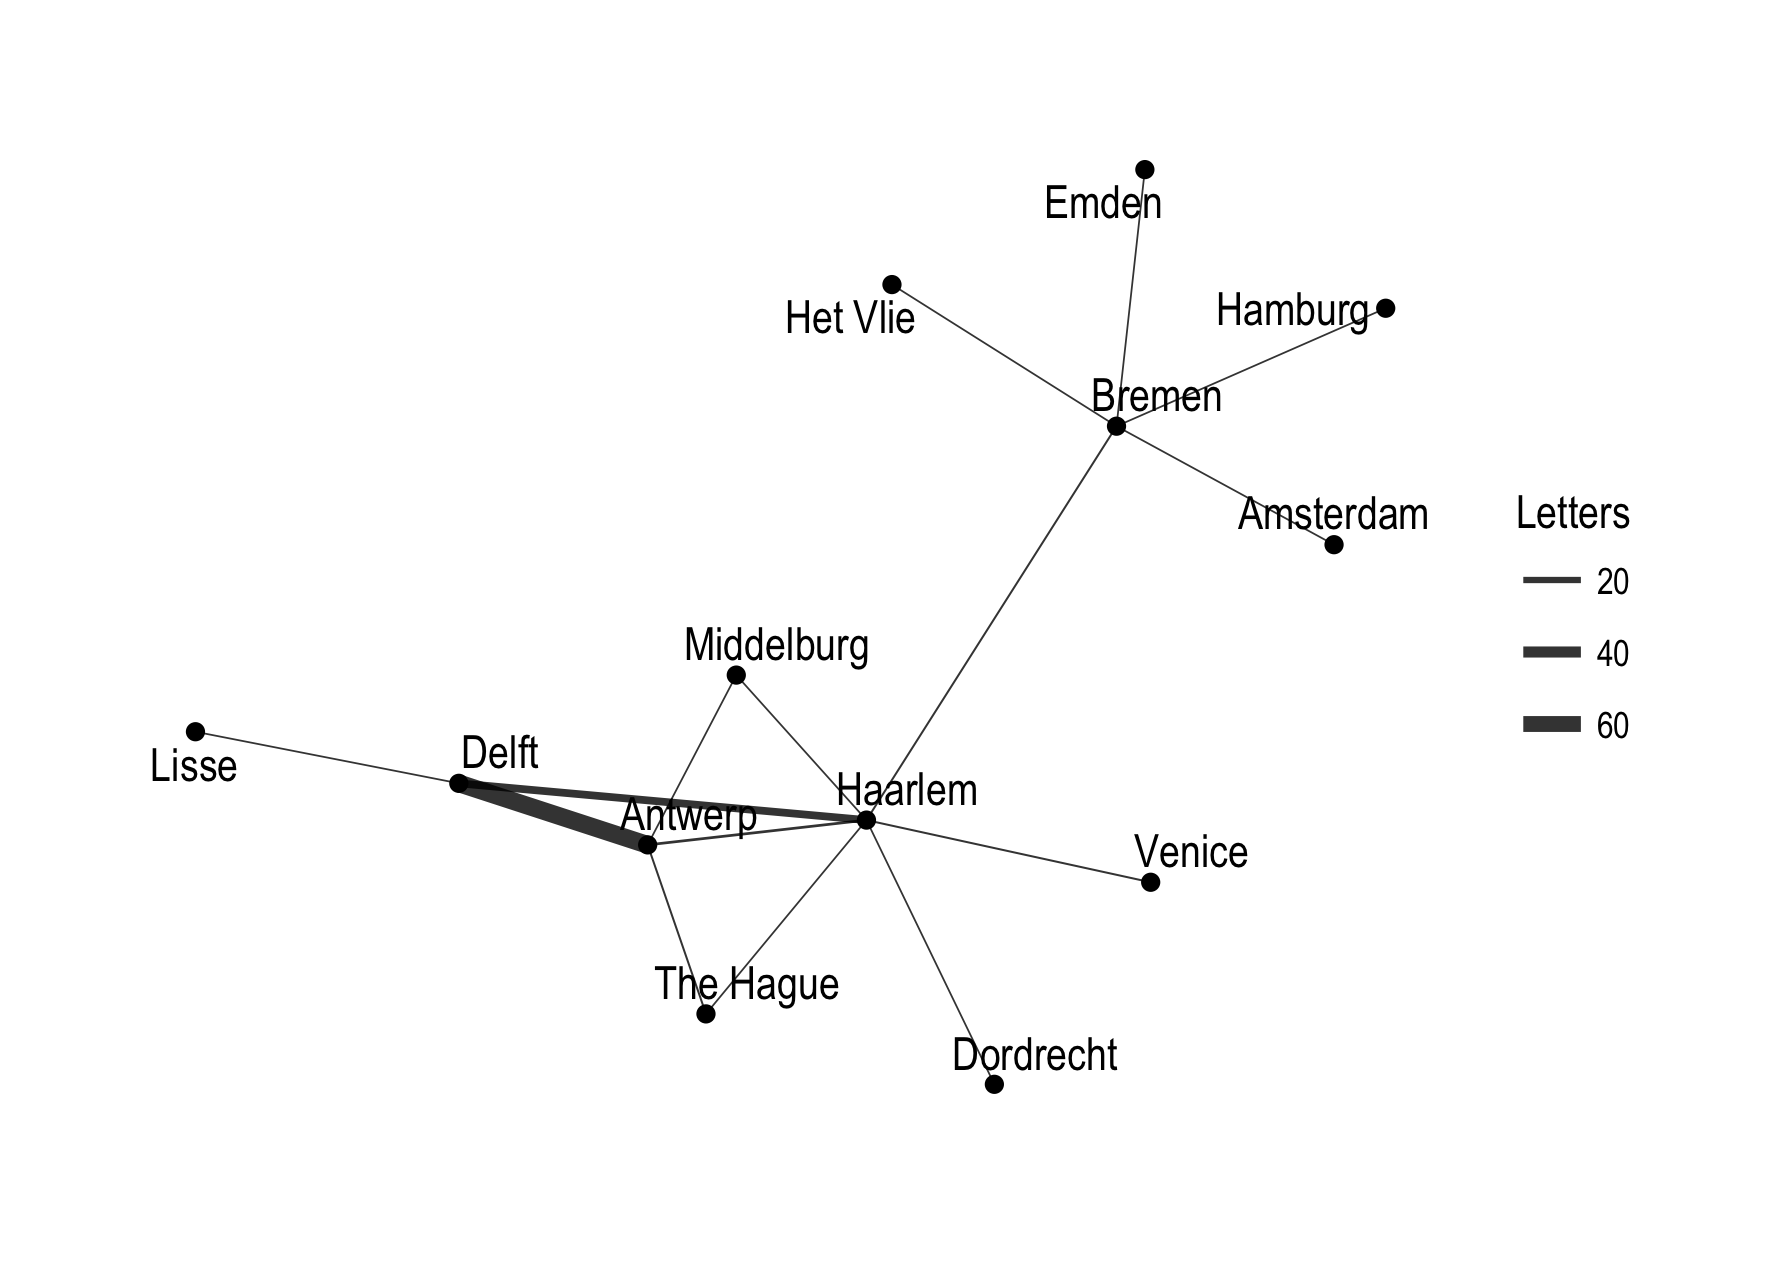 Emden
Het Vlie
Hamburg
Bremen
Amsterdam
Letters
20
40
60
Middelburg
Lisse
Delft
Antwerp
Haarlem
Venice
The Hague
Dordrecht